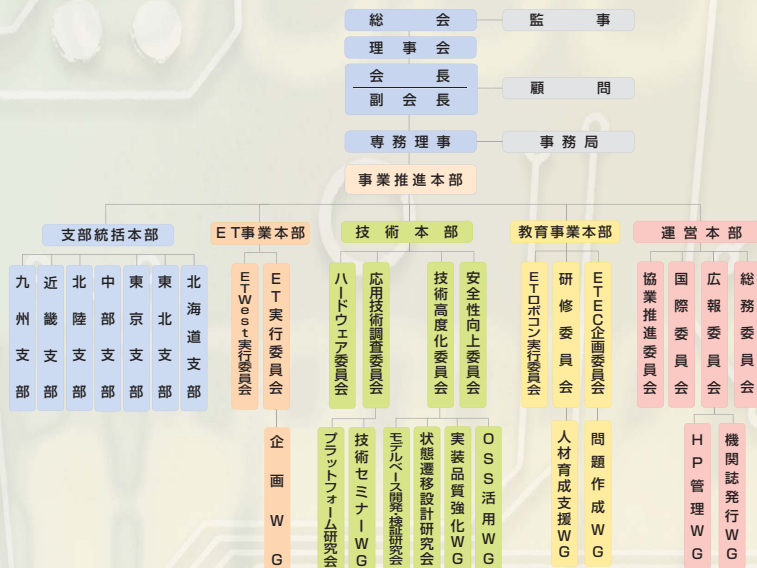 総会
監事
理事会
会長
副会長
顧問
専務理事
事務局
事業推進本部
支部統括本部
ET事業本部
技術本部
教育事業本部
運営本部
九州支部
近畿支部
北陸支部
中部支部
東京支部
東北支部
北海道支部
ETWest実行委員会
ET実行委員会
ハードウェア委員会
応用技術調査委員会
技術高度化委員会
安全性向上委員会
ETロボコン実行委員会
研修委員会
ETEC企画委員会
協業推進委員会
国際委員会
広報委員会
総務委員会
企画WG
プラットフォーム研究会
技術セミナーWG
モデルベース開発・検証研究会
状態遷移設計研究会
実装品質強化WG
OSS活用WG
人材育成支援WG
問題作成WG
HP管理WG
機関誌発行WG